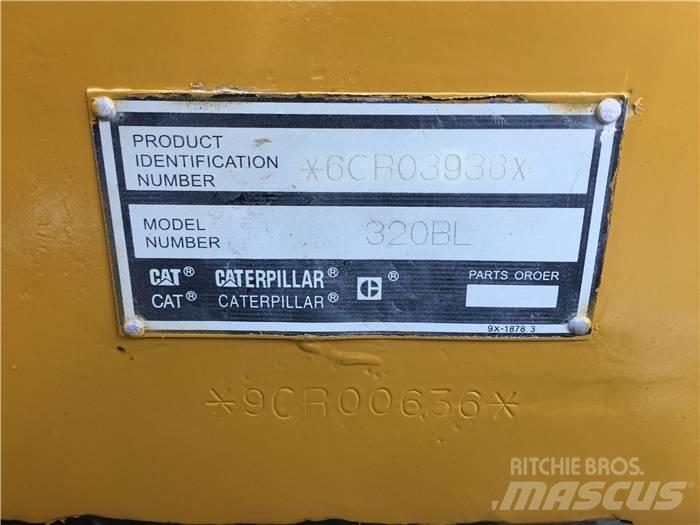 PRODUCT
IDENTIFICATION
NUMBER
*6CR03936*
MODEL
NUMBER
320BL
CAT® CATERPILLAR® C®
CAT® CATERPILLAR®
PARTS OROER
9X-1878 3
*9CR00636*
RITCHIE BROS.
MASCUS